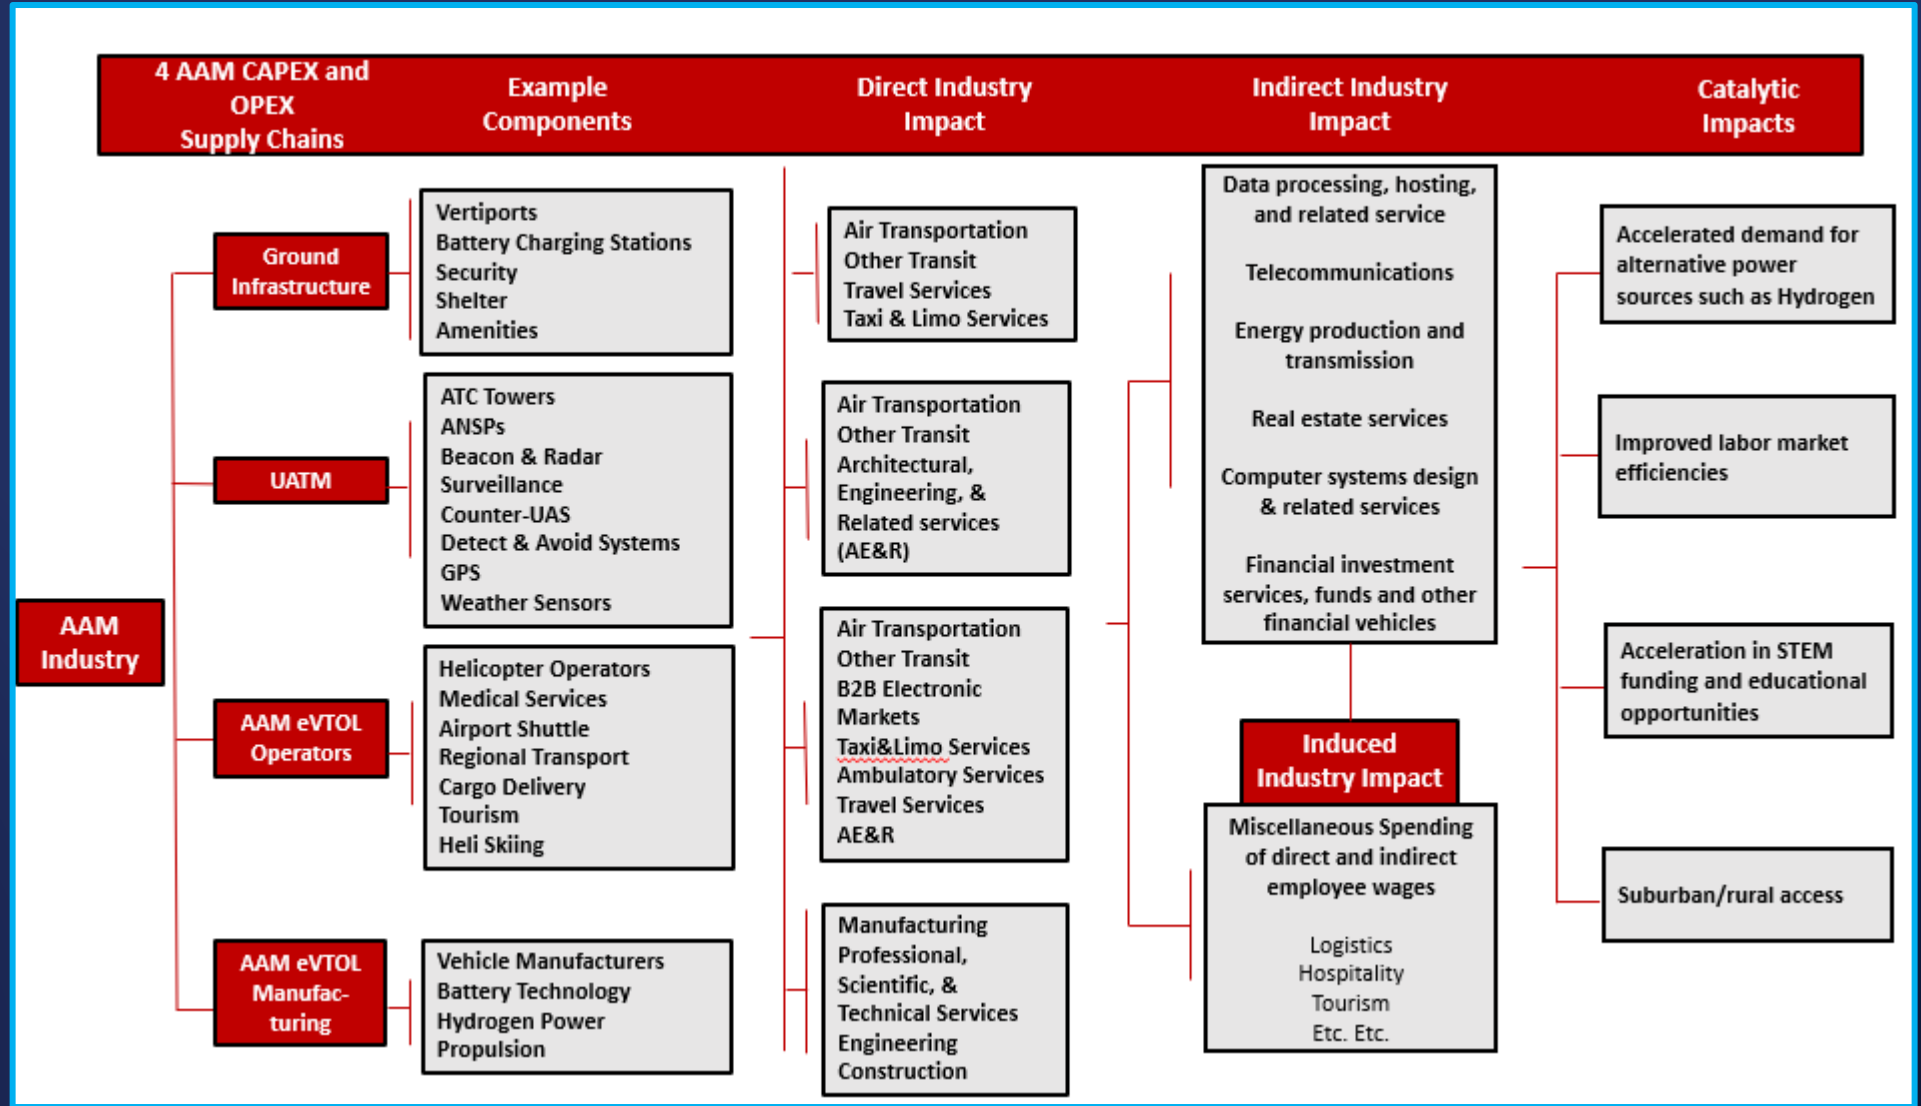 4 AAM CAPEX and
OPEX
Supply Chains
Example
Components
Direct Industry
Impact
Indirect Industry
Impact
Catalytic
Impacts
AAM
Industry
Ground
Infrastructure
UATM
AAM eVTOL
Operators
AAM eVTOL
Manufac-
turing
Vertiports
Battery Charging Stations
Security
Shelter
Amenities
ATC Towers
ANSPs
Beacon & Radar
Surveillance
Counter-UAS
Detect & Avoid Systems
GPS
Weather Sensors
Helicopter Operators
Medical Services
Airport Shuttle
Regional Transport
Cargo Delivery
Tourism
Heli Skiing
Vehicle Manufacturers
Battery Technology
Hydrogen Power
Propulsion
Air Transportation
Other Transit
Travel Services
Taxi & Limo Services
Air Transportation
Other Transit
Architectural,
Engineering, &
Related services
(AE&R)
Air Transportation
Other Transit
B2B Electronic
Markets
Taxi&Limo Services
Ambulatory Services
Travel Services
AE&R
Manufacturing
Professional,
Scientific, &
Technical Services
Engineering
Construction
Data processing, hosting,
and related service
Telecommunications
Energy production and
transmission
Real estate services
Computer systems design
& related services
Financial investment
services, funds and other
financial vehicles
Induced
Industry Impact
Miscellaneous Spending
of direct and indirect
employee wages
Logistics
Hospitality
Tourism
Etc. Etc.
Accelerated demand for
alternative power
sources such as Hydrogen
Improved labor market
efficiencies
Acceleration in STEM
funding and educational
opportunities
Suburban/rural access